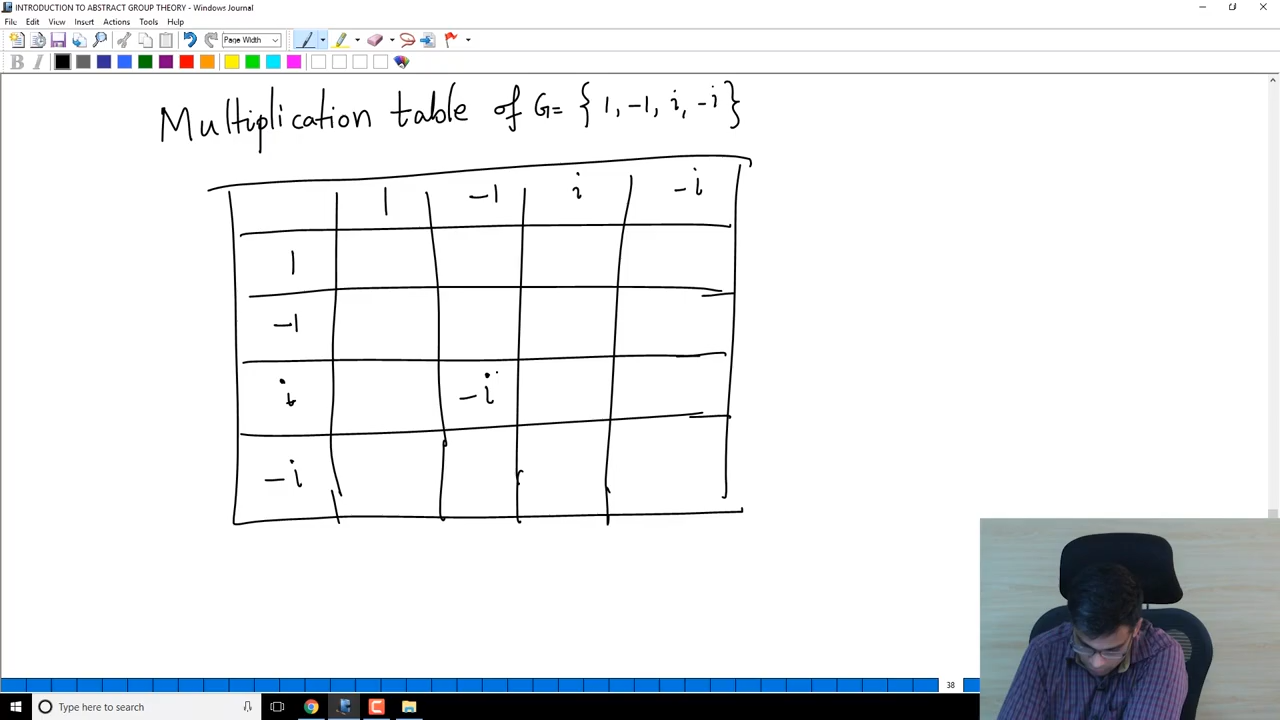 INTRODUCTION TO ABSTRACT GROUP THEORY - Windows Journal
File Edit View Insert Actions Tools Help
Page Width
B I
Multiplication table of G= {1, -1, i, -i}
1 -1 i -i
1
-1
i -i
-i
38
Type here to search